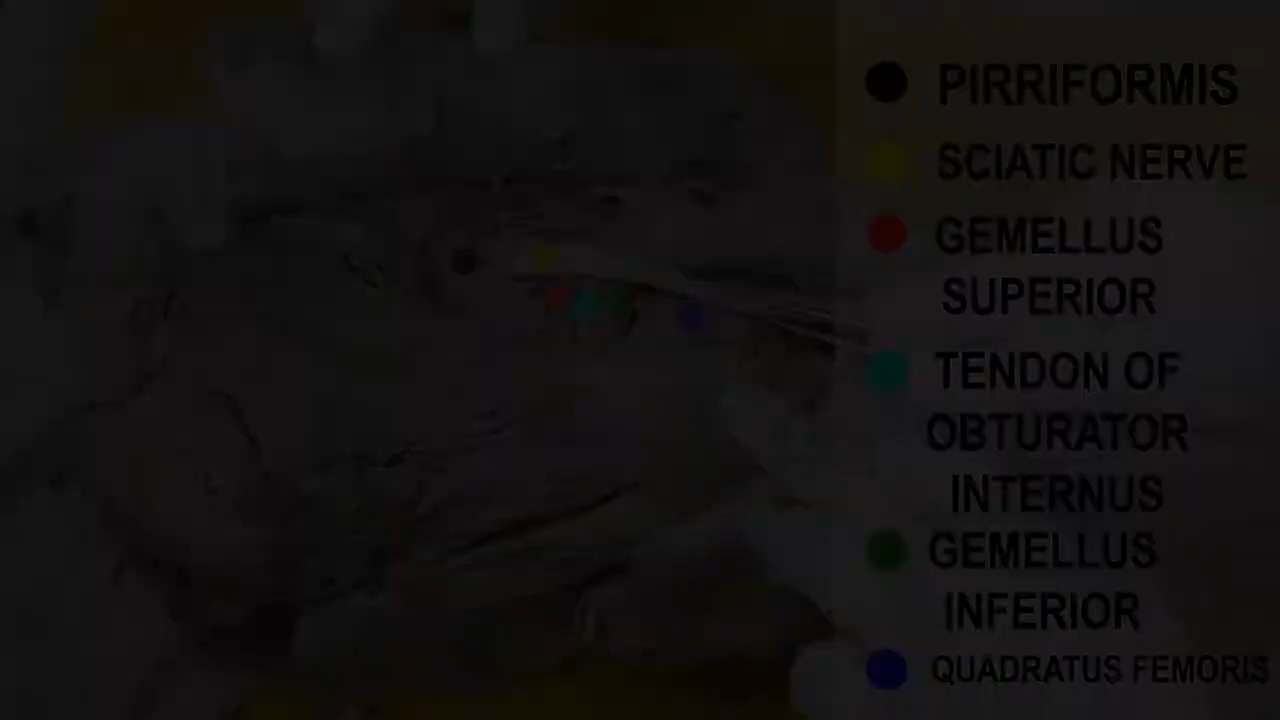 PIRRIFORMIS
SCIATIC NERVE
GEMELLUS
SUPERIOR
TENDON OF
OBTURATOR
INTERNUS
GEMELLUS
INFERIOR
QUADRATUS FEMORIS